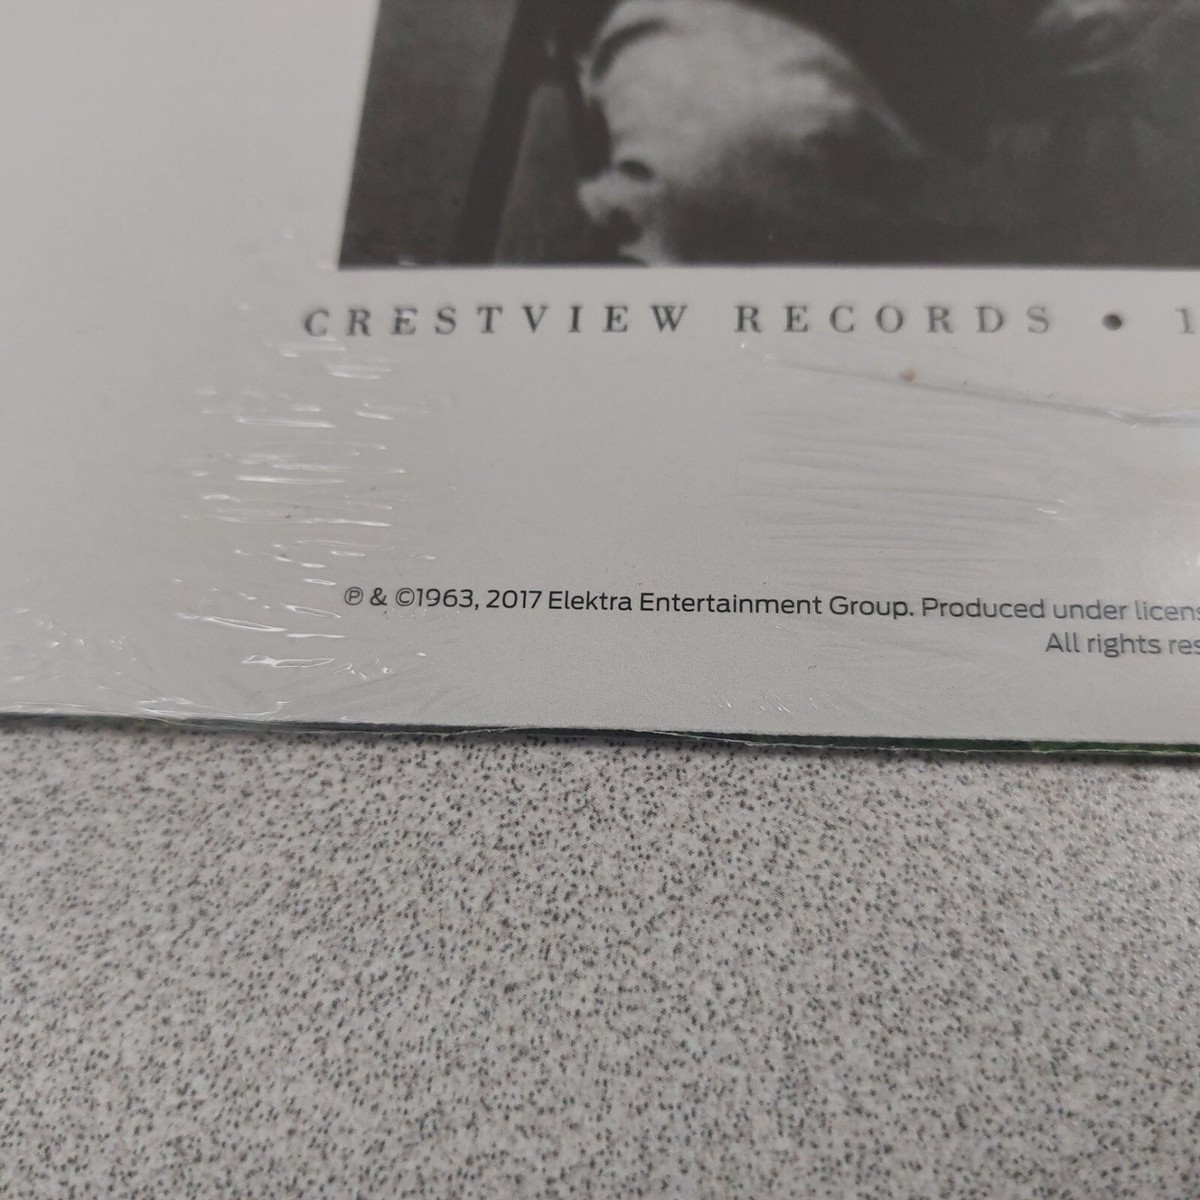 CRESTVIEW RECORDS • 1
℗ & ©1963, 2017 Elektra Entertainment Group. Produced under licens
All rights res